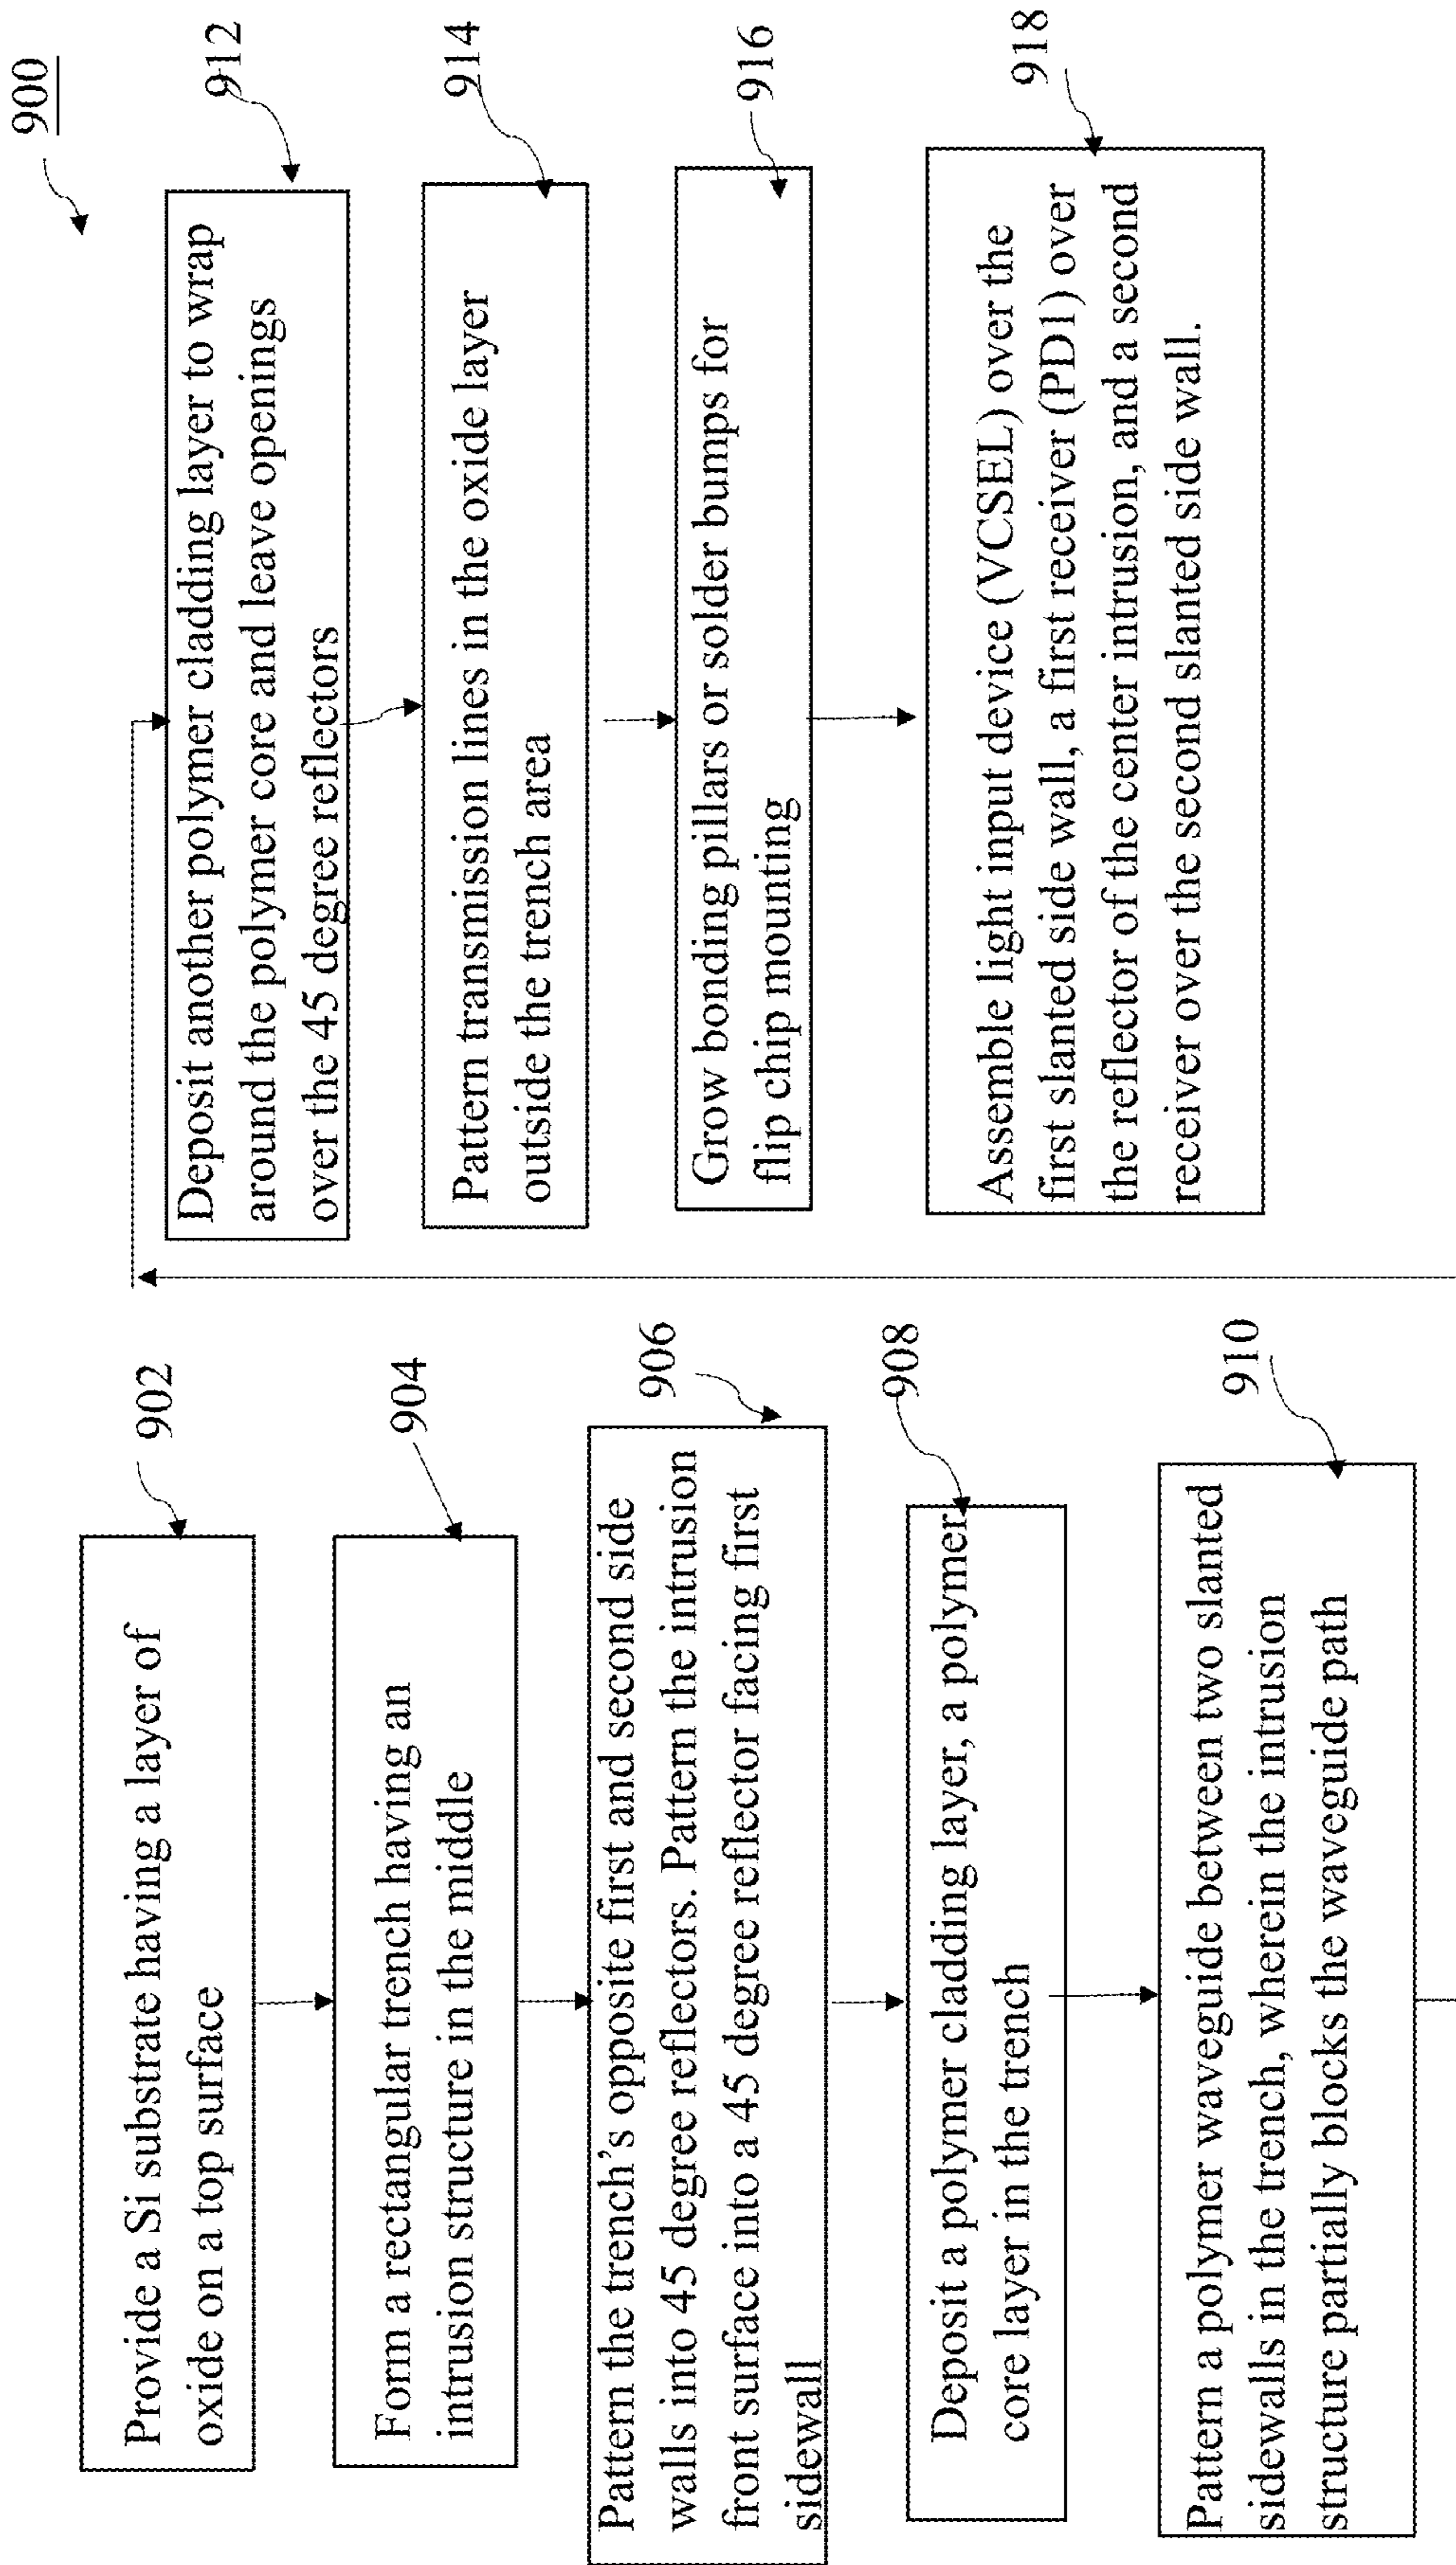 900
902
Provide a Si substrate having a layer of
oxide on a top surface
904
Form a rectangular trench having an
intrusion structure in the middle
906
Pattern the trench's opposite first and second side
walls into 45 degree reflectors. Pattern the intrusion
front surface into a 45 degree reflector facing first
sidewall
908
Deposit a polymer cladding layer, a polymer
core layer in the trench
910
Pattern a polymer waveguide between two slanted
sidewalls in the trench, wherein the intrusion
structure partially blocks the waveguide path
912
Deposit another polymer cladding layer to wrap
around the polymer core and leave openings
over the 45 degree reflectors
914
Pattern transmission lines in the oxide layer
outside the trench area
916
Grow bonding pillars or solder bumps for
flip chip mounting
918
Assemble light input device (VCSEL) over the
first slanted side wall, a first receiver (PD1) over
the reflector of the center intrusion, and a second
receiver over the second slanted side wall.